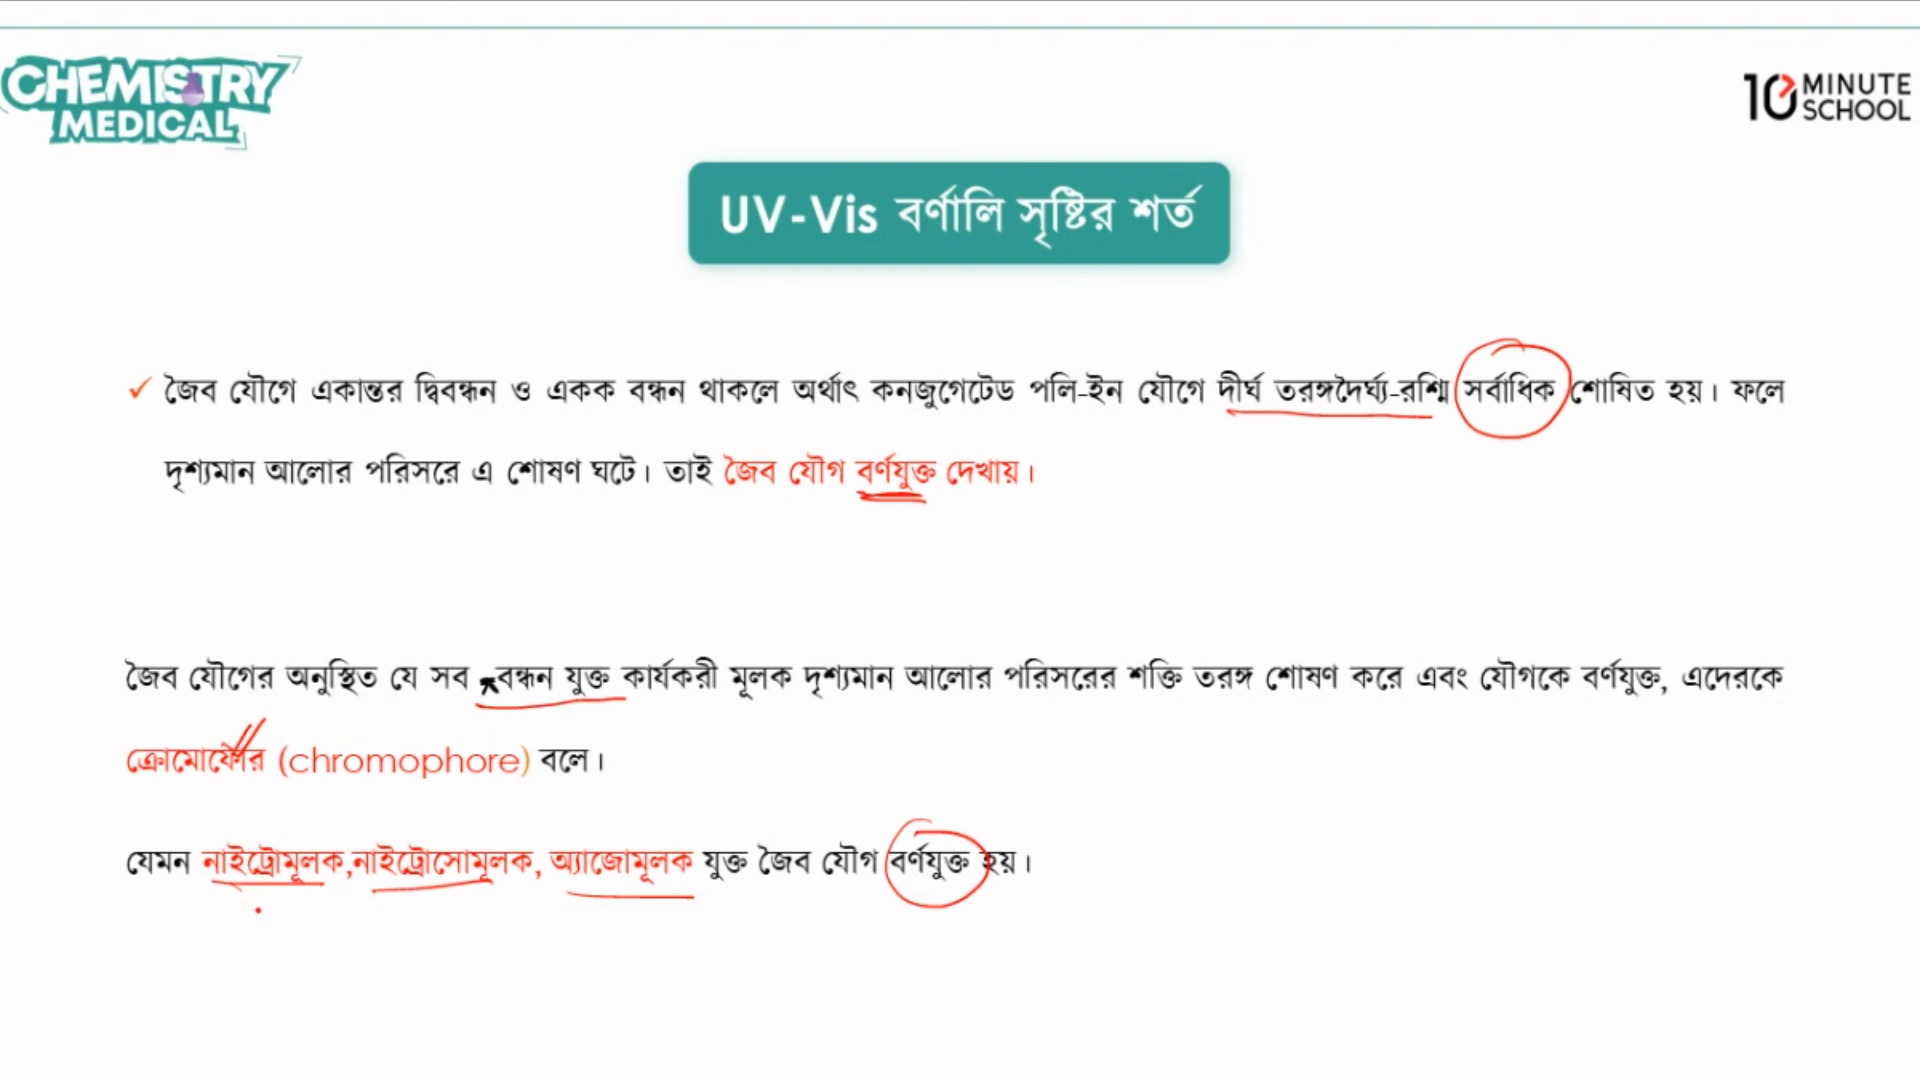 CHEMISTRY
MEDICAL
10 MINUTE
SCHOOL
UV-Vis বর্ণালি সৃষ্টির শর্ত
✓ জৈব যৌগে একান্তর দ্বিবন্ধন ও একক বন্ধন থাকলে অর্থাৎ কনজুগেটেড পলি-ইন যৌগে দীর্ঘ তরঙ্গদৈর্ঘ্য-রশ্মি সর্বাধিক শোষিত হয়। ফলে
দৃশ্যমান আলোর পরিসরে এ শোষণ ঘটে। তাই জৈব যৌগ বর্ণযুক্ত দেখায়।
জৈব যৌগের অনুস্থিত যে সব -বন্ধন যুক্ত কার্যকরী মূলক দৃশ্যমান আলোর পরিসরের শক্তি তরঙ্গ শোষণ করে এবং যৌগকে বর্ণযুক্ত, এদেরকে
ক্রোমোফোর (chromophore) বলে।
যেমন নাইট্রোমূলক,নাইট্রোসোমূলক, অ্যাজোমূলক যুক্ত জৈব যৌগ বর্ণযুক্ত হয়।